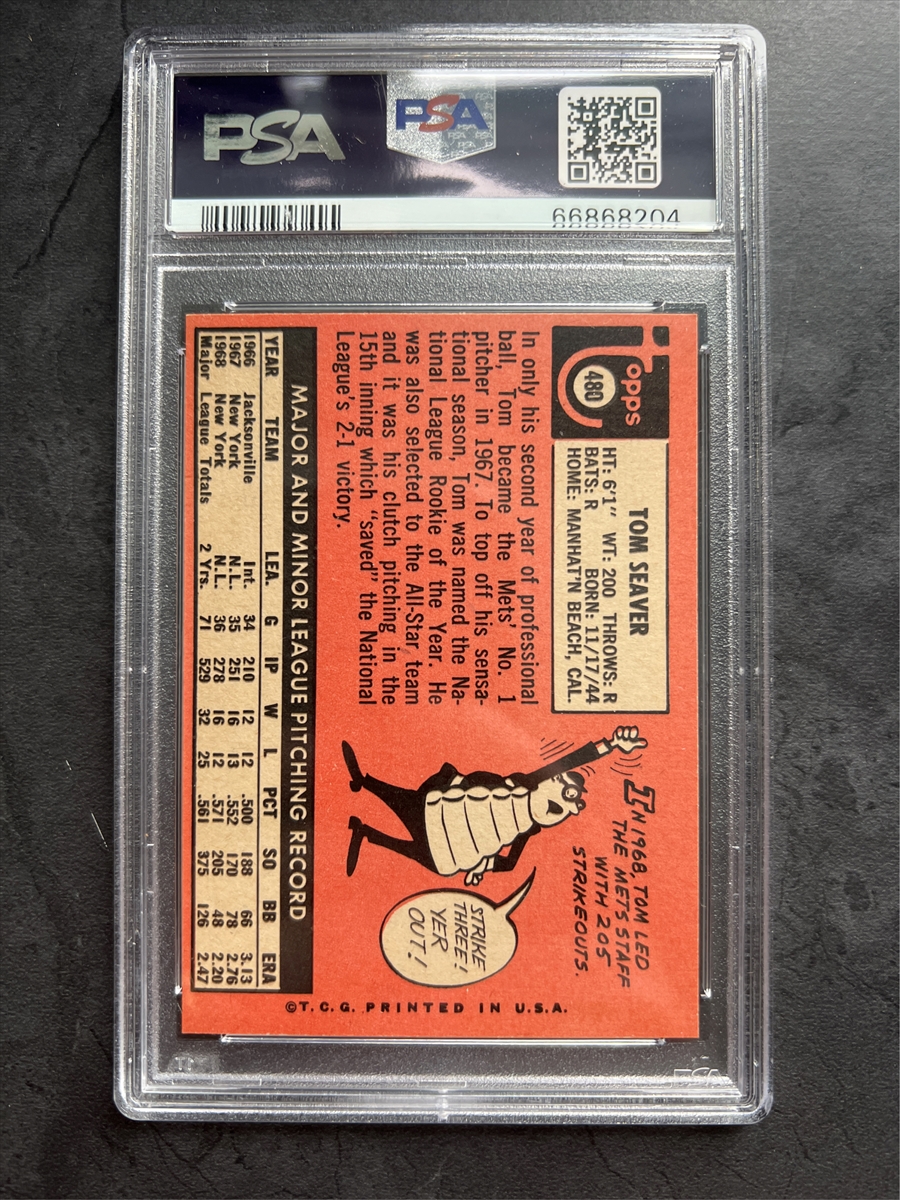 PSA
PSA
66868204
Topps
480
TOM SEAVER
HT: 6'1" WT: 200 THROWS: R
BATS: R BORN: 11/17/44
HOME: MANHAT'N BEACH, CAL.
In only his second year of professional
ball, Tom became the Mets' No. 1
pitcher in 1967. To top off his sensa-
tional season, Tom was named the Na-
tional League Rookie of the Year. He
was also selected to the All-Star team
and it was his clutch pitching in the
15th inning which "saved" the National
League's 2-1 victory.
IN 1968, TOM LED
THE METS STAFF
WITH 205
STRIKEOUTS.
STRIKE
THREE!
YER
OUT!
MAJOR AND MINOR LEAGUE PITCHING RECORD
YEAR TEAM LEA. G IP W L PCT SO BB ERA
1966 Jacksonville Int. 34 210 12 12 .500 188 66 3.13
1967 New York N.L. 35 251 16 13 .552 170 78 2.76
1968 New York N.L. 36 278 16 12 .571 205 48 2.20
Major League Totals 2 Yrs. 71 529 32 25 .561 375 126 2.47
©T.C.G. PRINTED IN U.S.A.
PSA